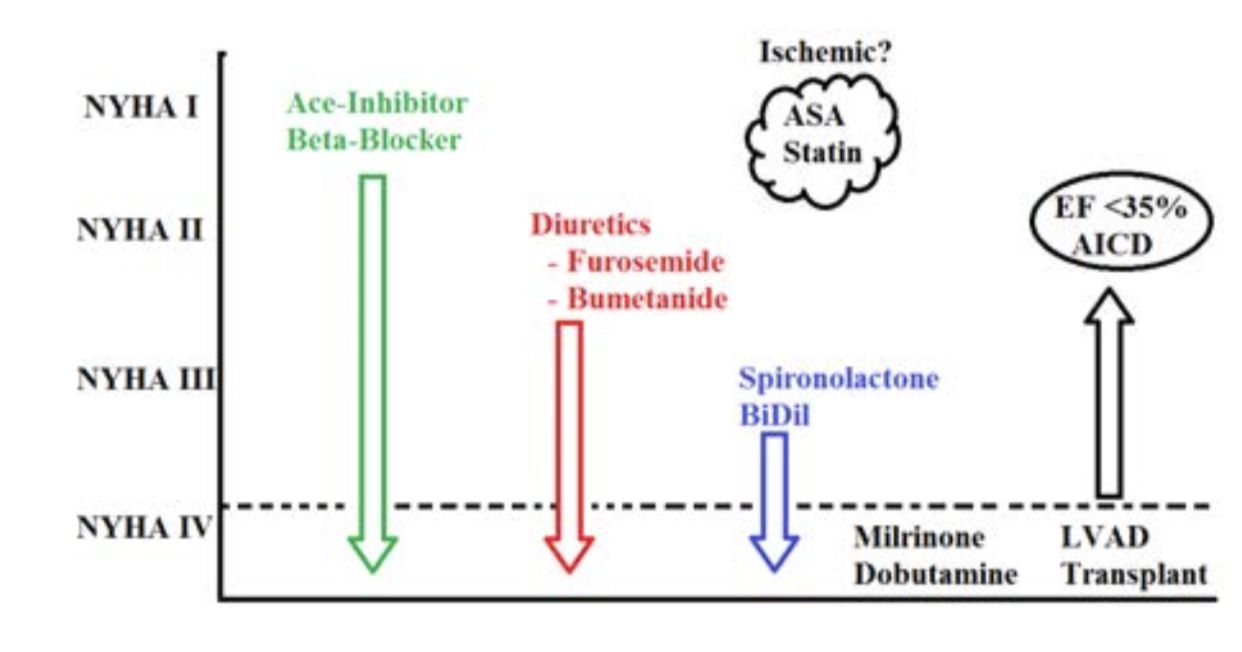 Ischemic?
NYHA I
Ace-Inhibitor
Beta-Blocker
ASA
Statin
NYHA II
Diuretics
- Furosemide
- Bumetanide
EF <35%
AICD
NYHA III
Spironolactone
BiDil
NYHA IV
Milrinone
Dobutamine
LVAD
Transplant